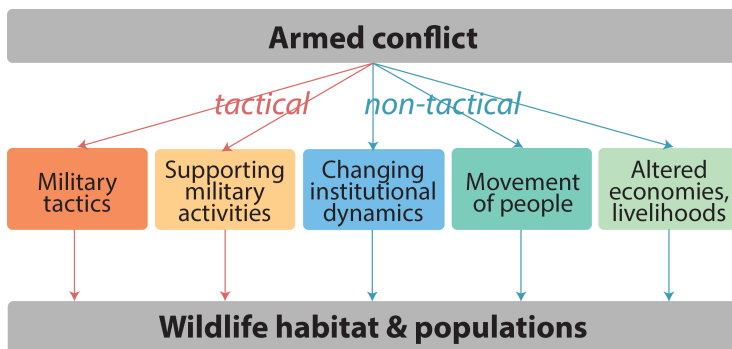 Armed conflict
tactical non-tactical
Military
tactics
Supporting
military
activities
Changing
institutional
dynamics
Movement
of people
Altered
economies,
livelihoods
Wildlife habitat & populations